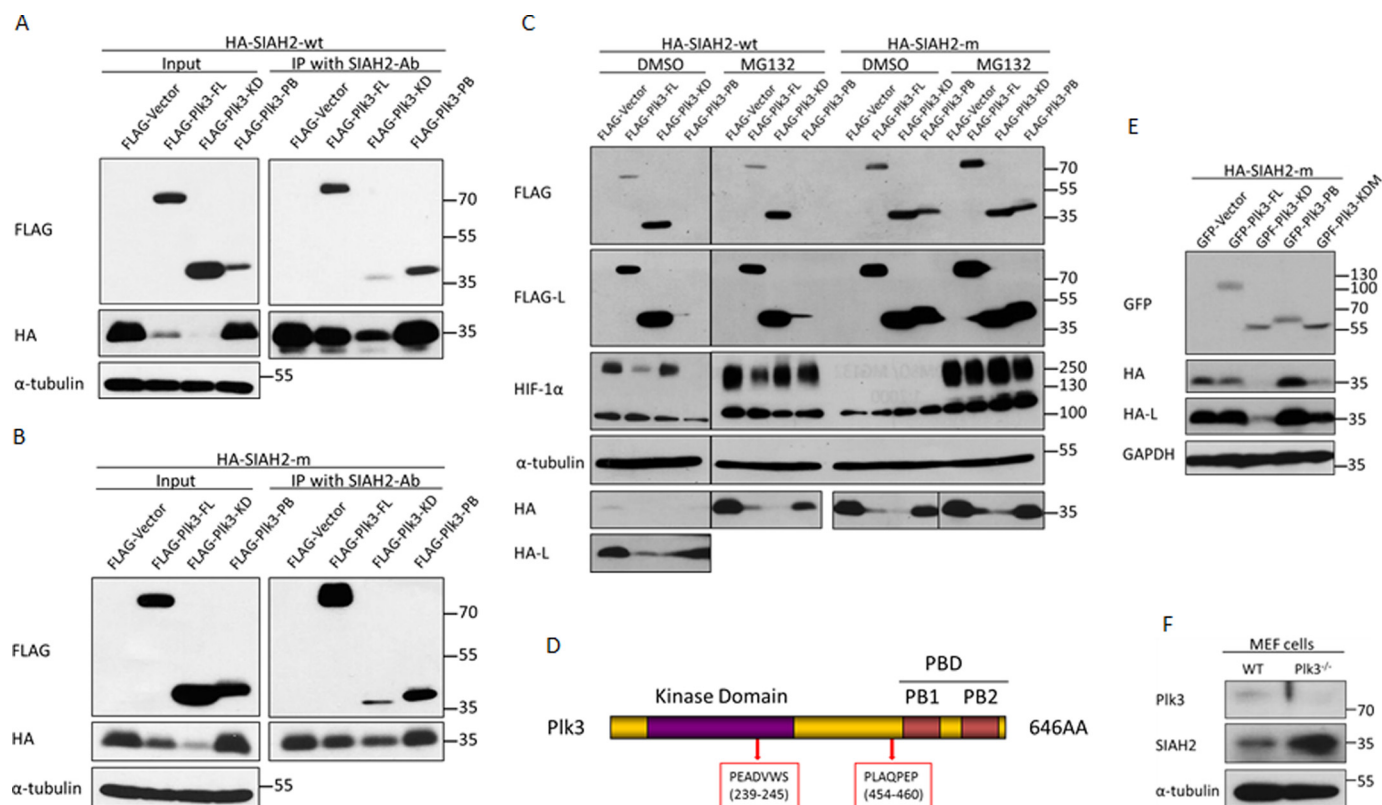 A
HA-SIAH2-wt
Input
IP with SIAH2-Ab
FLAG-Vector
FLAG-Plk3-FL
FLAG-Plk3-KD
FLAG-Plk3-PB
FLAG-Vector
FLAG-Plk3-FL
FLAG-Plk3-KD
FLAG-Plk3-PB
FLAG
70
55
35
HA
35
α-tubulin
55
B
HA-SIAH2-m
Input
IP with SIAH2-Ab
FLAG-Vector
FLAG-Plk3-FL
FLAG-Plk3-KD
FLAG-Plk3-PB
FLAG-Vector
FLAG-Plk3-FL
FLAG-Plk3-KD
FLAG-Plk3-PB
FLAG
70
55
35
HA
35
α-tubulin
55
C
HA-SIAH2-wt
HA-SIAH2-m
DMSO
MG132
DMSO
MG132
FLAG-Vector
FLAG-Plk3-FL
FLAG-Plk3-KD
FLAG-Plk3-PB
FLAG-Vector
FLAG-Plk3-FL
FLAG-Plk3-KD
FLAG-Plk3-PB
FLAG-Vector
FLAG-Plk3-FL
FLAG-Plk3-KD
FLAG-Plk3-PB
FLAG-Vector
FLAG-Plk3-FL
FLAG-Plk3-KD
FLAG-Plk3-PB
FLAG
70
55
35
FLAG-L
70
55
35
HIF-1α
250
130
100
α-tubulin
55
HA
35
HA-L
D
Plk3
Kinase Domain
PBD
PB1
PB2
646AA
PEADVWS
(239-245)
PLAQPEP
(454-460)
E
HA-SIAH2-m
GFP-Vector
GFP-Plk3-FL
GPF-Plk3-KD
GFP-Plk3-PB
GPF-Plk3-KDM
GFP
130
100
70
55
HA
35
HA-L
35
GAPDH
35
F
MEF cells
WT
Plk3-/-
Plk3
70
SIAH2
35
α-tubulin
55